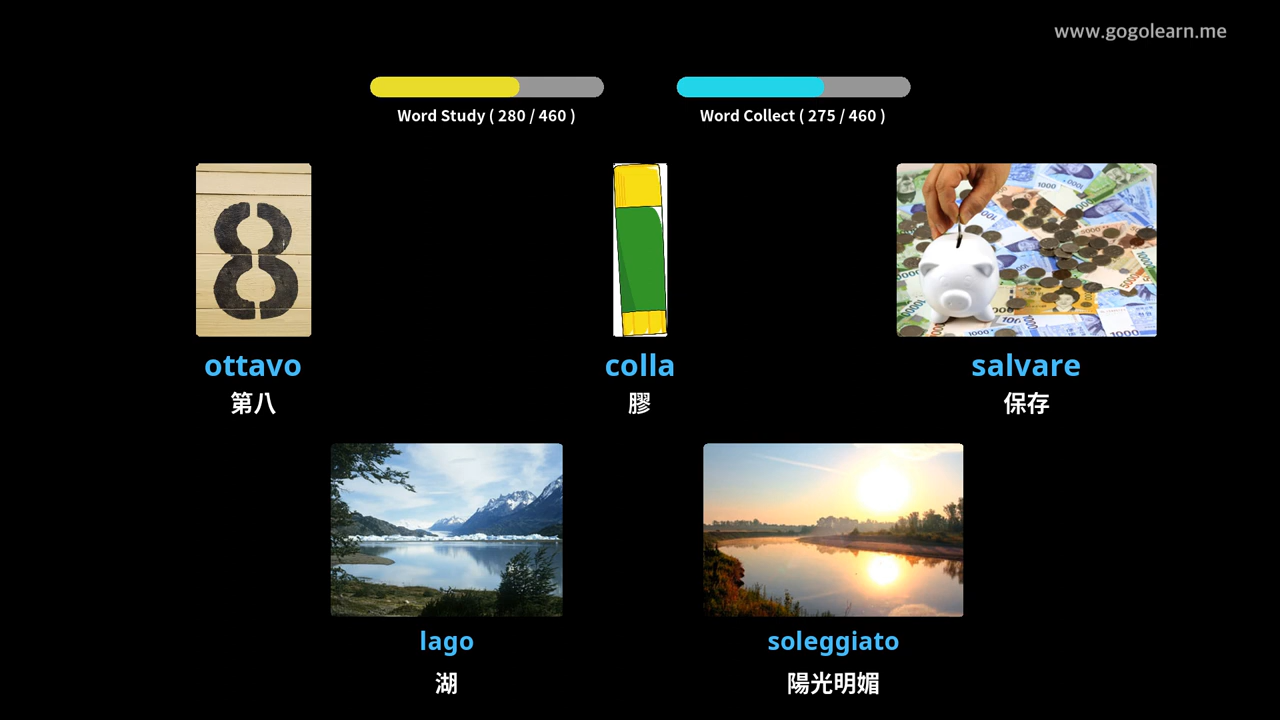 www.gogolearn.me
Word Study ( 280 / 460 )
Word Collect ( 275 / 460 )
8
ottavo
colla
salvare
第八
膠
保存
lago
soleggiato
湖
陽光明媚